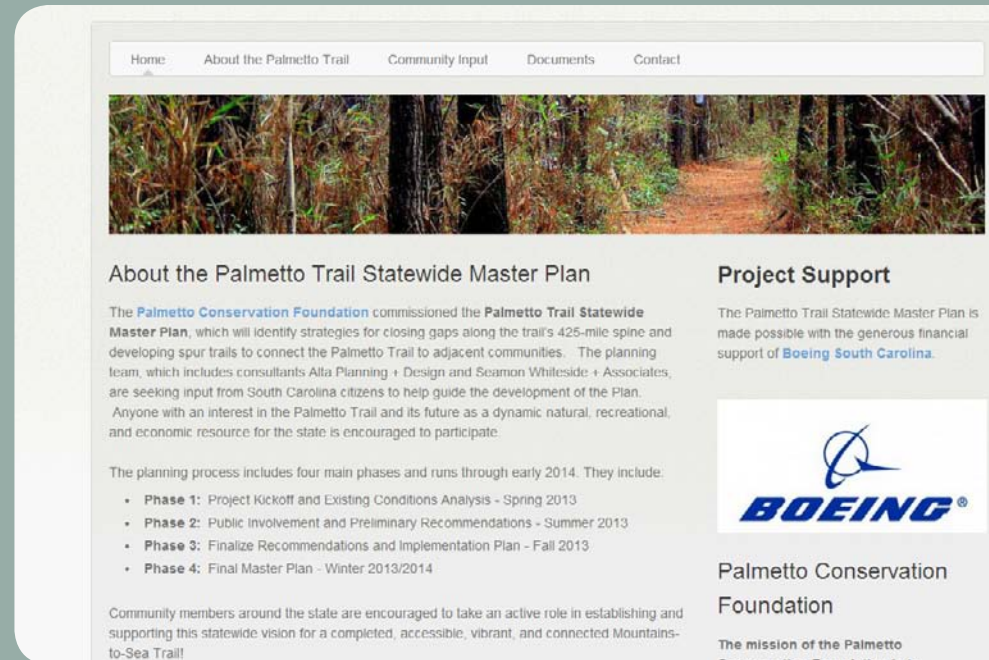 Home About the Palmetto Trail Community Input Documents Contact
About the Palmetto Trail Statewide Master Plan
The Palmetto Conservation Foundation commissioned the Palmetto Trail Statewide
Master Plan, which will identify strategies for closing gaps along the trail's 425-mile spine and
developing spur trails to connect the Palmetto Trail to adjacent communities. The planning
team, which includes consultants Alta Planning + Design and Seamon Whiteside + Associates,
are seeking input from South Carolina citizens to help guide the development of the Plan.
Anyone with an interest in the Palmetto Trail and its future as a dynamic natural, recreational,
and economic resource for the state is encouraged to participate.
The planning process includes four main phases and runs through early 2014. They include:
• Phase 1: Project Kickoff and Existing Conditions Analysis - Spring 2013
• Phase 2: Public Involvement and Preliminary Recommendations - Summer 2013
• Phase 3: Finalize Recommendations and Implementation Plan - Fall 2013
• Phase 4: Final Master Plan - Winter 2013/2014
Community members around the state are encouraged to take an active role in establishing and
supporting this statewide vision for a completed, accessible, vibrant, and connected Mountains-
to-Sea Trail!
Project Support
The Palmetto Trail Statewide Master Plan is
made possible with the generous financial
support of Boeing South Carolina.
BOEING®
Palmetto Conservation
Foundation
The mission of the Palmetto